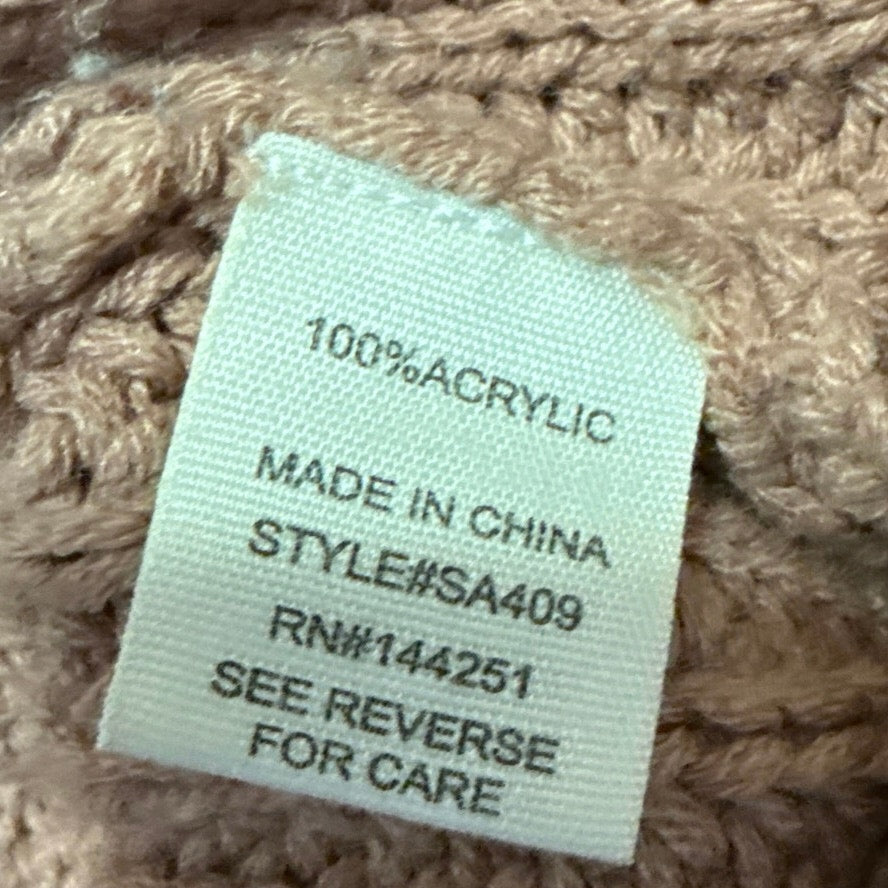 100%ACRYLIC
MADE IN CHINA
STYLE#SA409
RN#144251
SEE REVERSE
FOR CARE